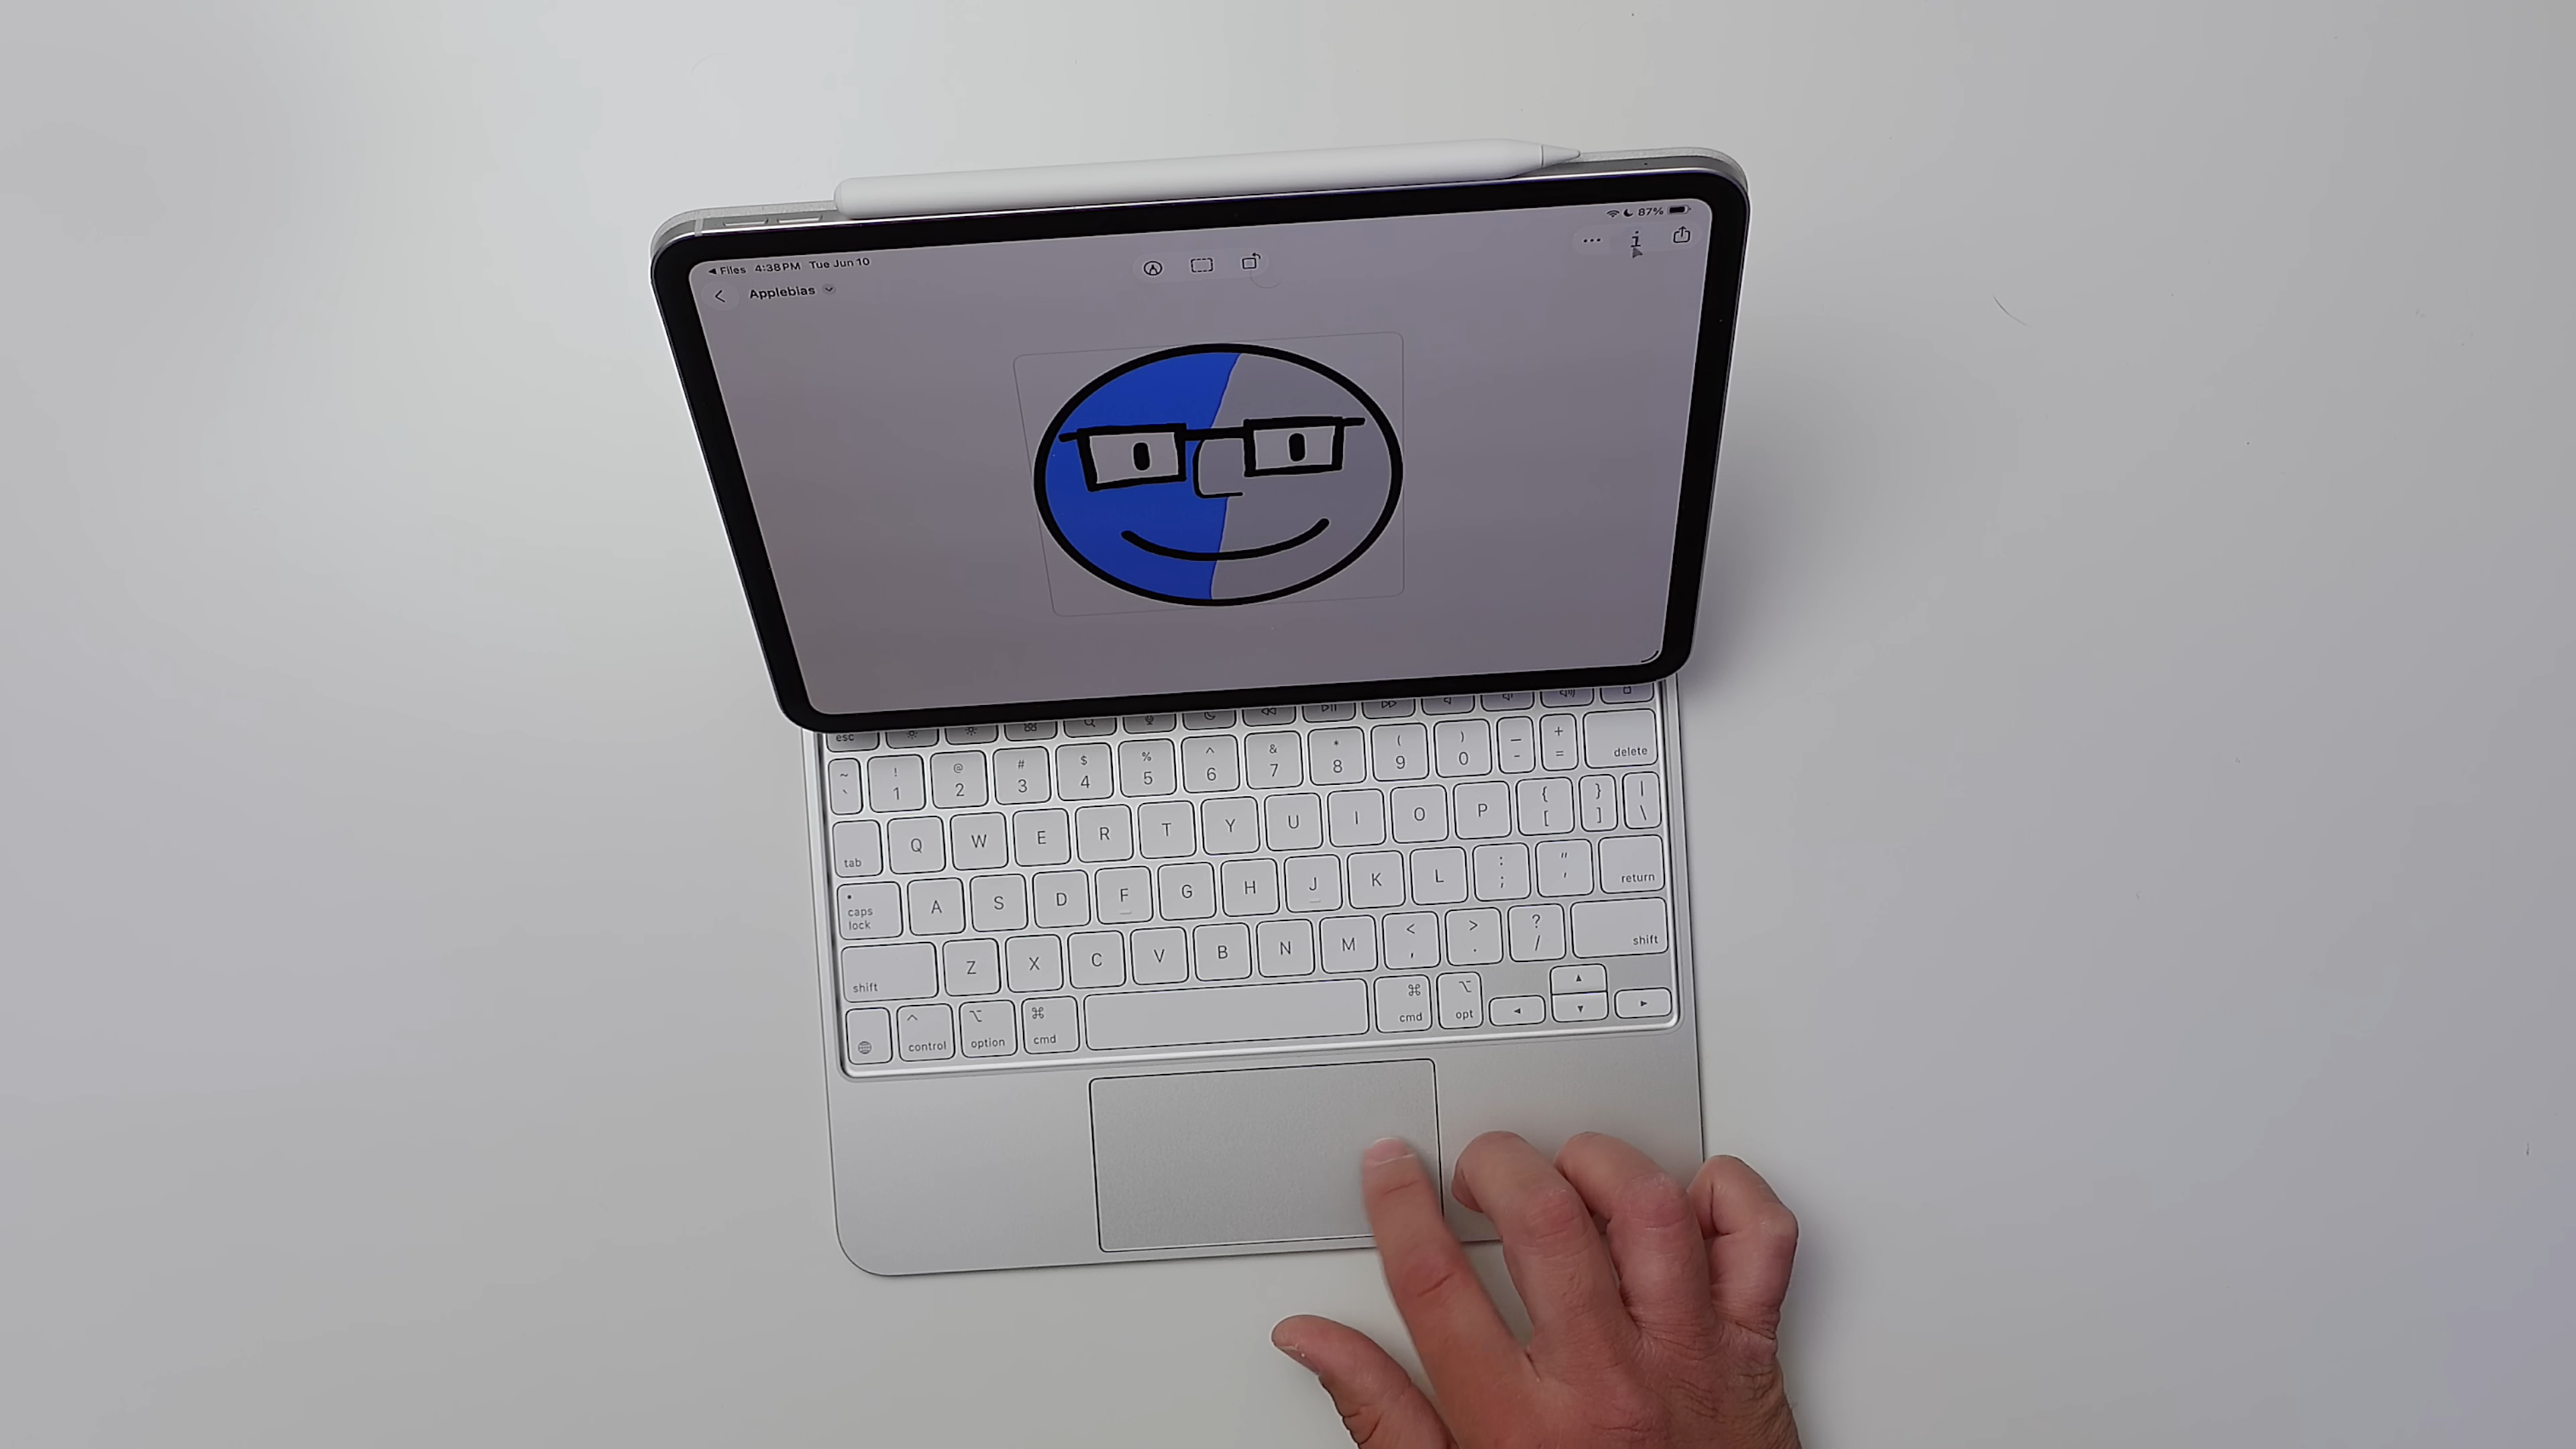 ◀ Files 4:38 PM Tue Jun 10
87%
Applebias
esc
~ ` ! 1 @ 2 # 3 $ 4 % 5 ^ 6 & 7 * 8 ( 9 ) 0 — - + = delete
tab Q W E R T Y U I O P { [ } ] | \
caps lock A S D F G H J K L : ; " ' return
shift Z X C V B N M < , > . ? / shift
^ control ⌥ option ⌘ cmd ⌘ cmd ⌥ opt ◀ ▲ ▼ ▶